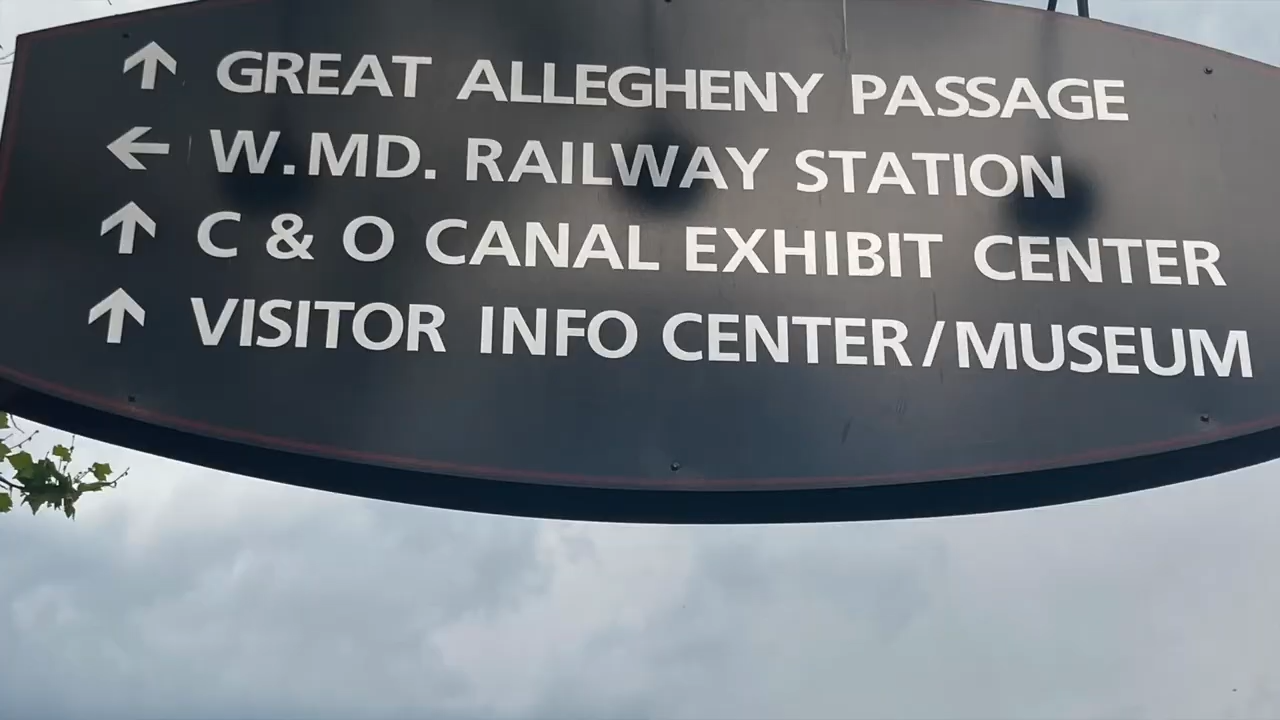 ↑ GREAT ALLEGHENY PASSAGE
← W.MD. RAILWAY STATION
↑ C & O CANAL EXHIBIT CENTER
↑ VISITOR INFO CENTER/MUSEUM